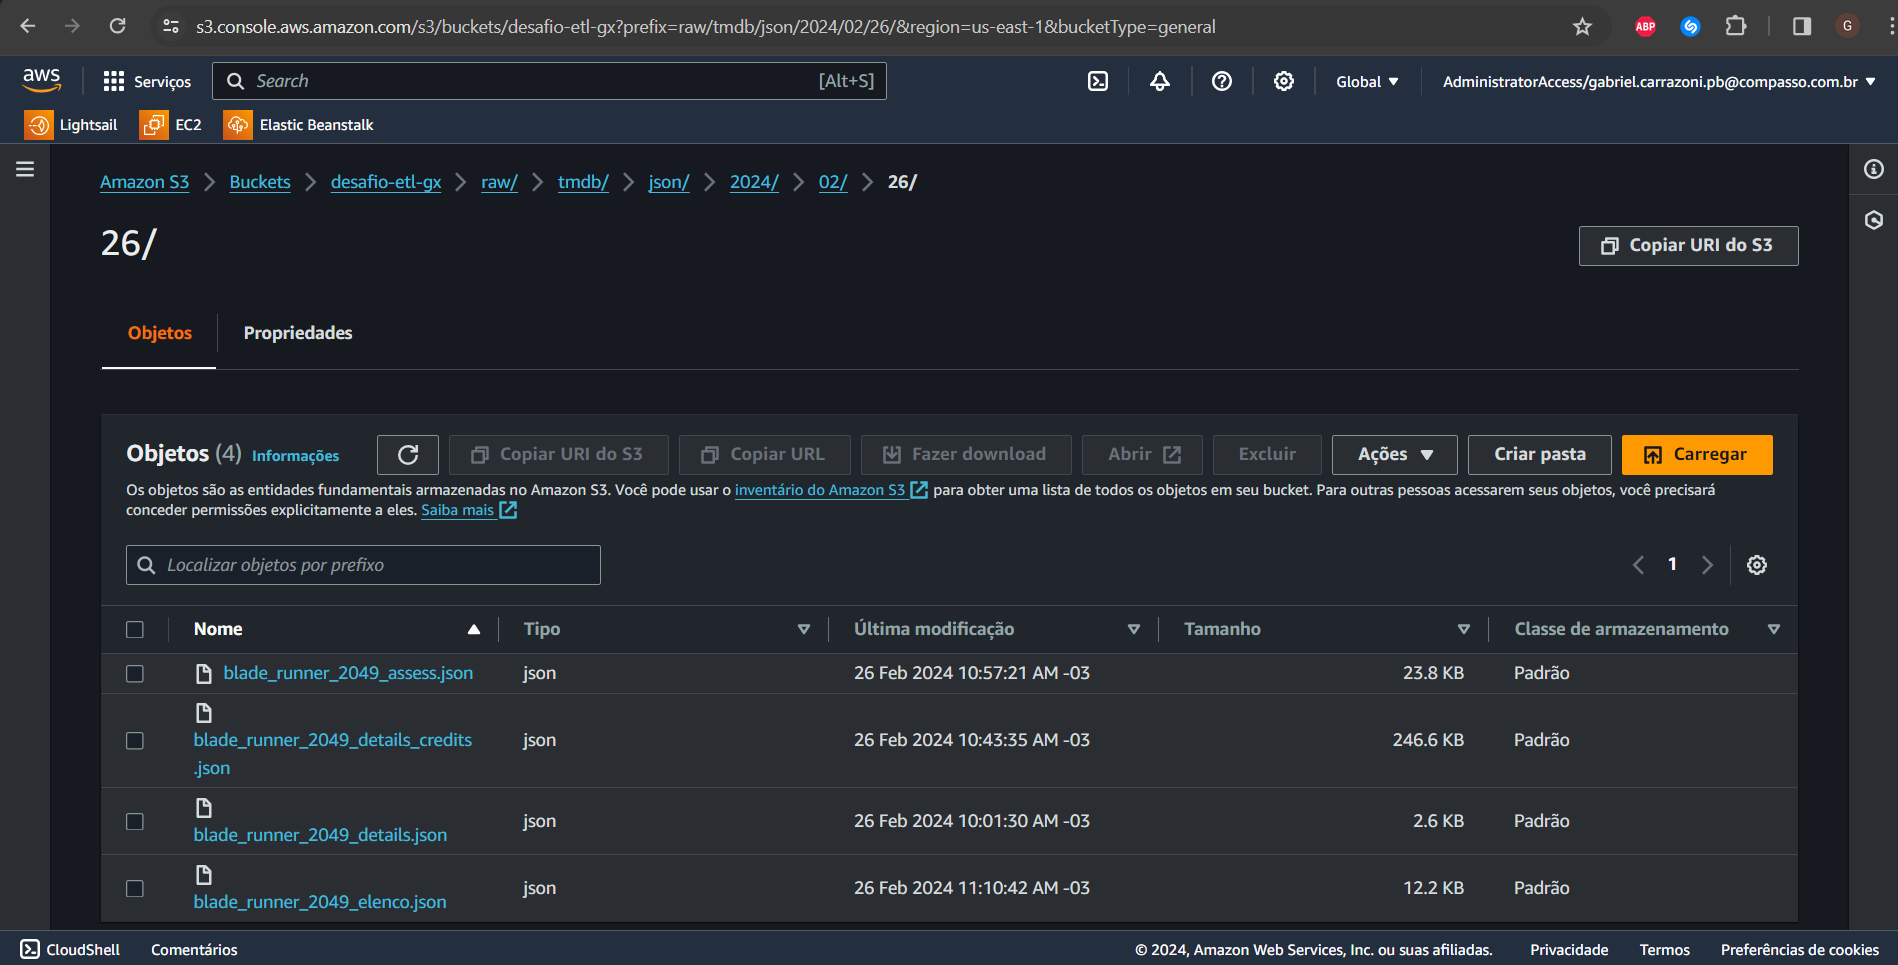 s3.console.aws.amazon.com/s3/buckets/desafio-etl-gx?prefix=raw/tmdb/json/2024/02/26/&region=us-east-1&bucketType=general
ABP
G
aws
Serviços
Search
[Alt+S]
Global
AdministratorAccess/gabriel.carrazoni.pb@compasso.com.br
Lightsail
EC2
Elastic Beanstalk
Amazon S3 > Buckets > desafio-etl-gx > raw/ > tmdb/ > json/ > 2024/ > 02/ > 26/
26/
Copiar URI do S3
Objetos
Propriedades
Objetos (4) Informações
Copiar URI do S3
Copiar URL
Fazer download
Abrir
Excluir
Ações
Criar pasta
Carregar
Os objetos são as entidades fundamentais armazenadas no Amazon S3. Você pode usar o inventário do Amazon S3 para obter uma lista de todos os objetos em seu bucket. Para outras pessoas acessarem seus objetos, você precisará
conceder permissões explicitamente a eles. Saiba mais
Localizar objetos por prefixo
1
Nome Tipo Última modificação Tamanho Classe de armazenamento
blade_runner_2049_assess.json json 26 Feb 2024 10:57:21 AM -03 23.8 KB Padrão
blade_runner_2049_details_credits json 26 Feb 2024 10:43:35 AM -03 246.6 KB Padrão
.json
blade_runner_2049_details.json json 26 Feb 2024 10:01:30 AM -03 2.6 KB Padrão
blade_runner_2049_elenco.json json 26 Feb 2024 11:10:42 AM -03 12.2 KB Padrão
CloudShell
Comentários
© 2024, Amazon Web Services, Inc. ou suas afiliadas.
Privacidade
Termos
Preferências de cookies